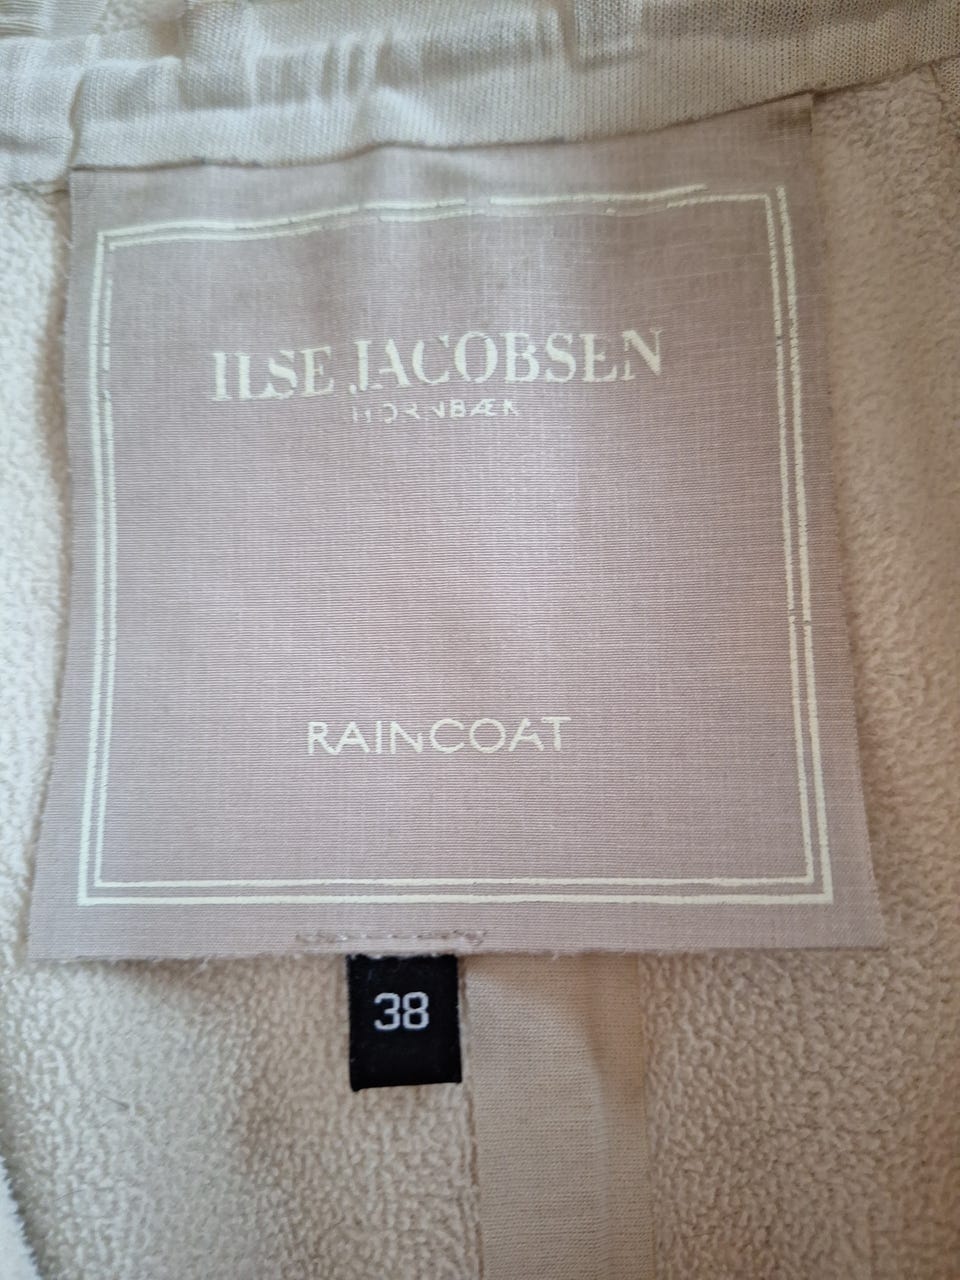 ILSE JACOBSEN
HORNBÆK
RAINCOAT
38